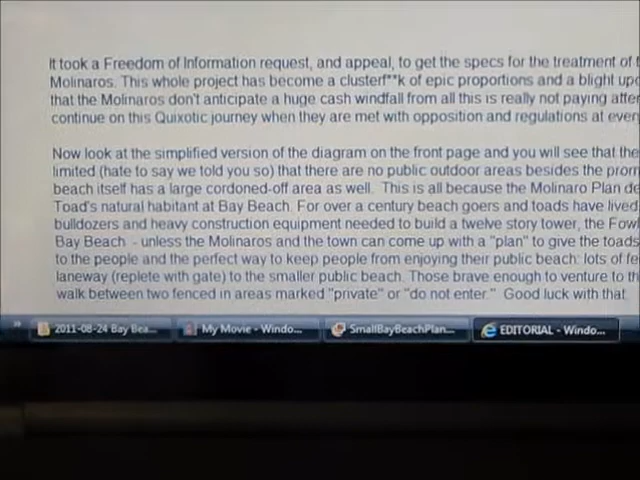 It took a Freedom of Information request, and appeal, to get the specs for the treatment of
Molinaros. This whole project has become a clusterf**k of epic proportions and a blight
that the Molinaros don't anticipate a huge cash windfall from all this is really not paying
continue on this Quixotic journey when they are met with opposition and regulations at
Now look at the simplified version of the diagram on the front page and you will see that
limited (hate to say we told you so) that there are no public outdoor areas besides the
beach itself has a large cordoned-off area as well. This is all because the Molinaro Plan
Toad's natural habitant at Bay Beach. For over a century beach goers and toads have lived
bulldozers and heavy construction equipment needed to build a twelve story tower, the
Bay Beach - unless the Molinaros and the town can come up with a "plan" to give the toads
to the people and the perfect way to keep people from enjoying their public beach: lots of
laneway (replete with gate) to the smaller public beach. Those brave enough to venture to
walk between two fenced in areas marked "private" or "do not enter." Good luck with that.
» 2011-08-24 Bay Bea... My Movie - Windo... SmallBayBeachPlan... EDITORIAL - Windo...